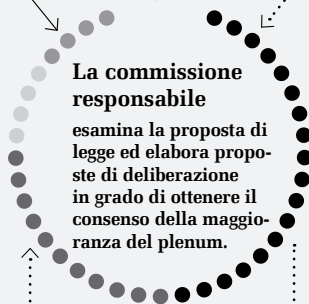 La commissione
responsabile
esamina la proposta di
legge ed elabora propo-
ste di deliberazione
in grado di ottenere il
consenso della maggio-
ranza del plenum.